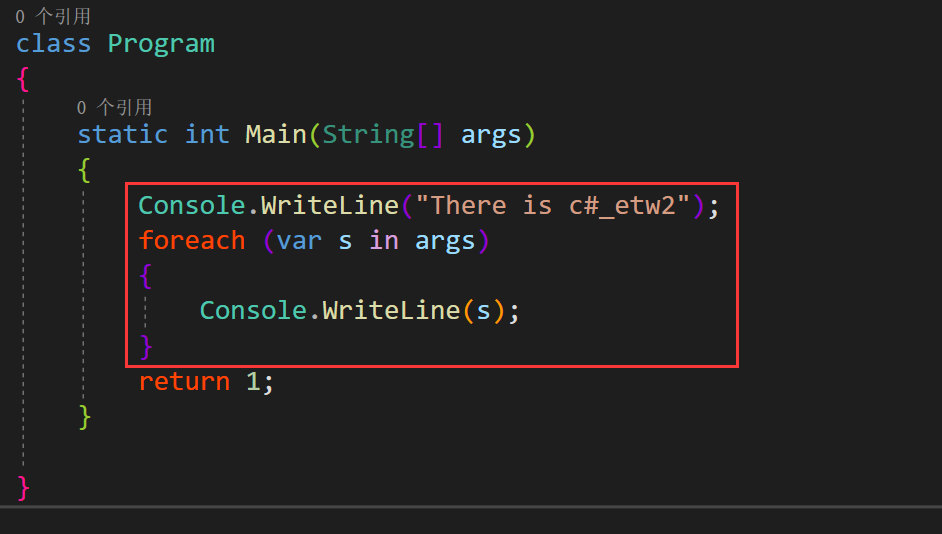 0 个引用
class Program
{
0 个引用
static int Main(String[] args)
{
Console.WriteLine("There is c#_etw2");
foreach (var s in args)
{
Console.WriteLine(s);
}
return 1;
}
}